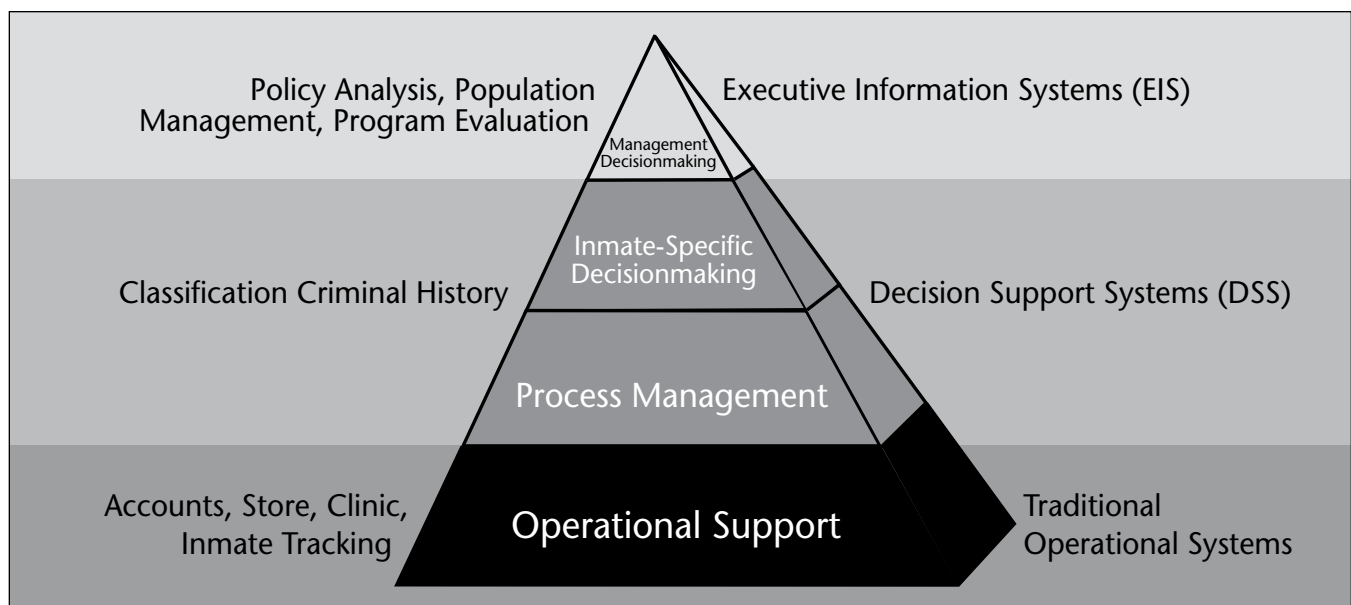 Policy Analysis, Population
Management, Program Evaluation
Executive Information Systems (EIS)
Management
Decisionmaking
Inmate-Specific
Decisionmaking
Classification Criminal History
Decision Support Systems (DSS)
Process Management
Accounts, Store, Clinic,
Inmate Tracking
Operational Support
Traditional
Operational Systems